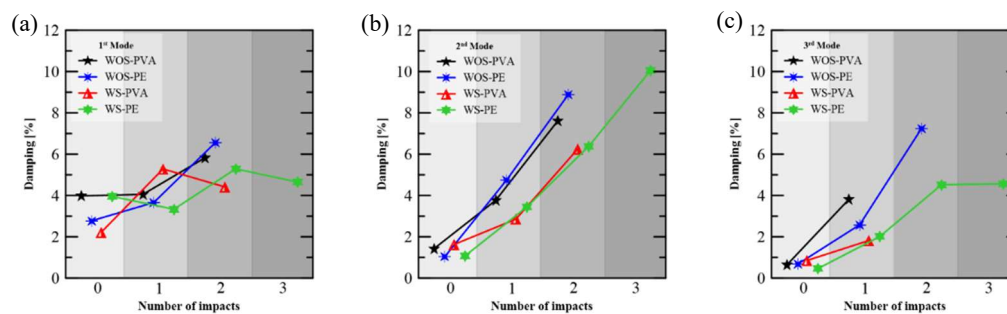 (a)
12
10
8
6
4
2
0
Damping [%]
1st Mode
WOS-PVA
WOS-PE
WS-PVA
WS-PE
0 1 2 3
Number of impacts
(b)
12
10
8
6
4
2
0
Damping [%]
2nd Mode
WOS-PVA
WOS-PE
WS-PVA
WS-PE
0 1 2 3
Number of impacts
(c)
12
10
8
6
4
2
0
Damping [%]
3rd Mode
WOS-PVA
WOS-PE
WS-PVA
WS-PE
0 1 2 3
Number of impacts